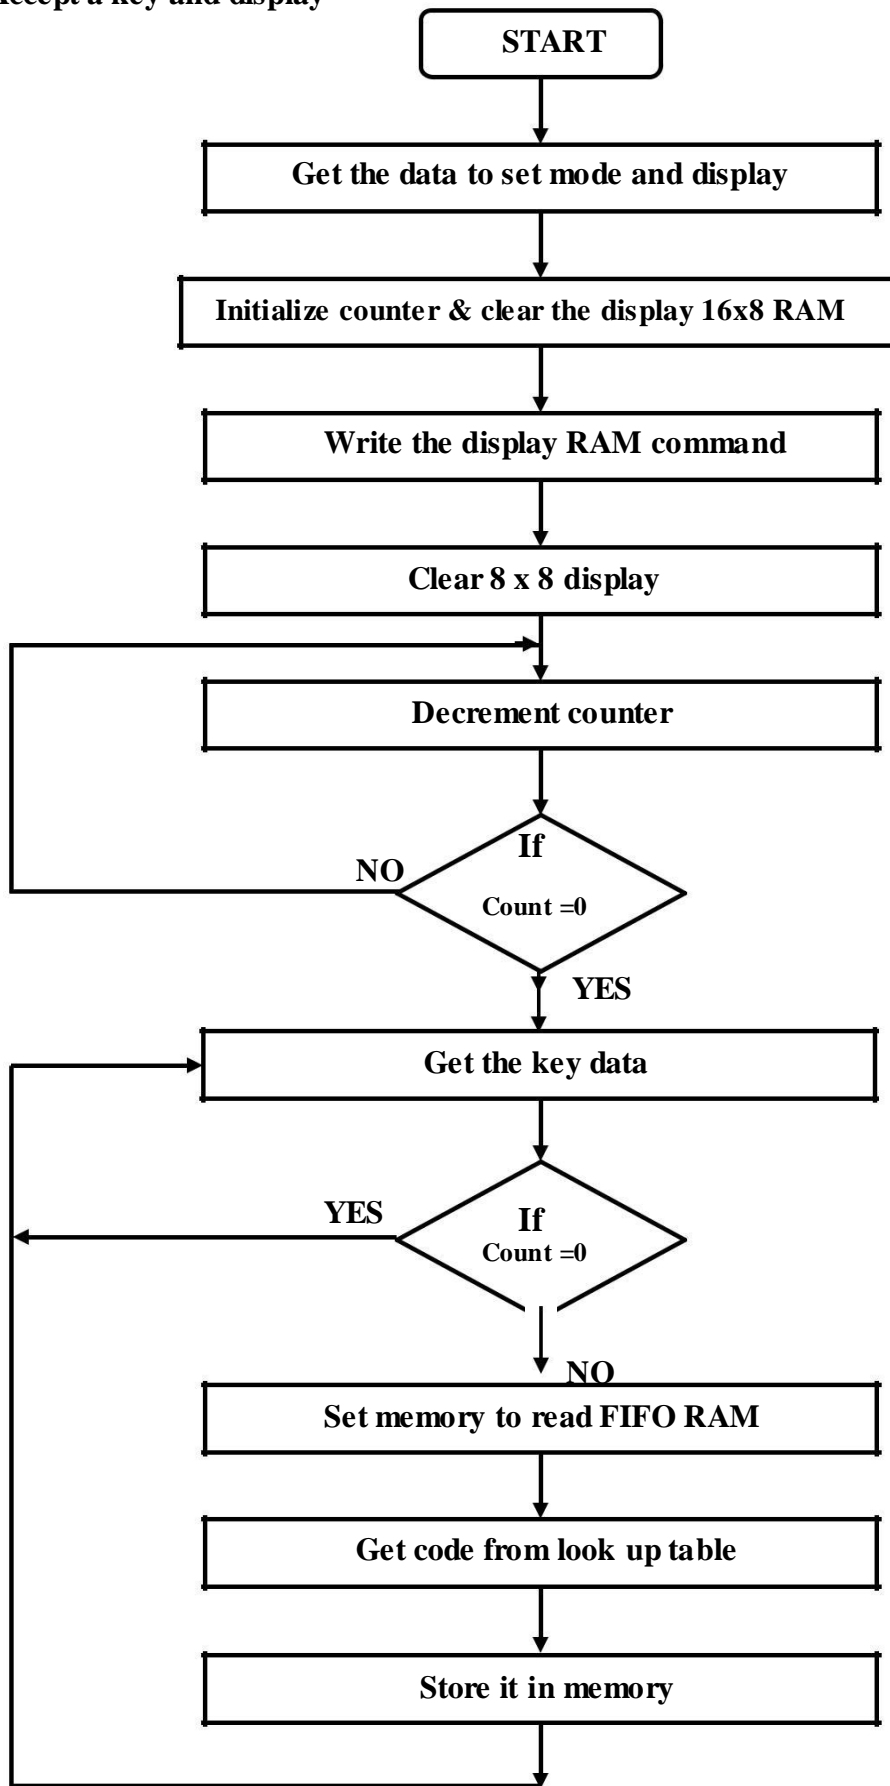 Accept a key and display
START
Get the data to set mode and display
Initialize counter & clear the display 16x8 RAM
Write the display RAM command
Clear 8 x 8 display
Decrement counter
If
NO
Count =0
YES
Get the key data
YES
If
Count =0
NO
Set memory to read FIFO RAM
Get code from look up table
Store it in memory